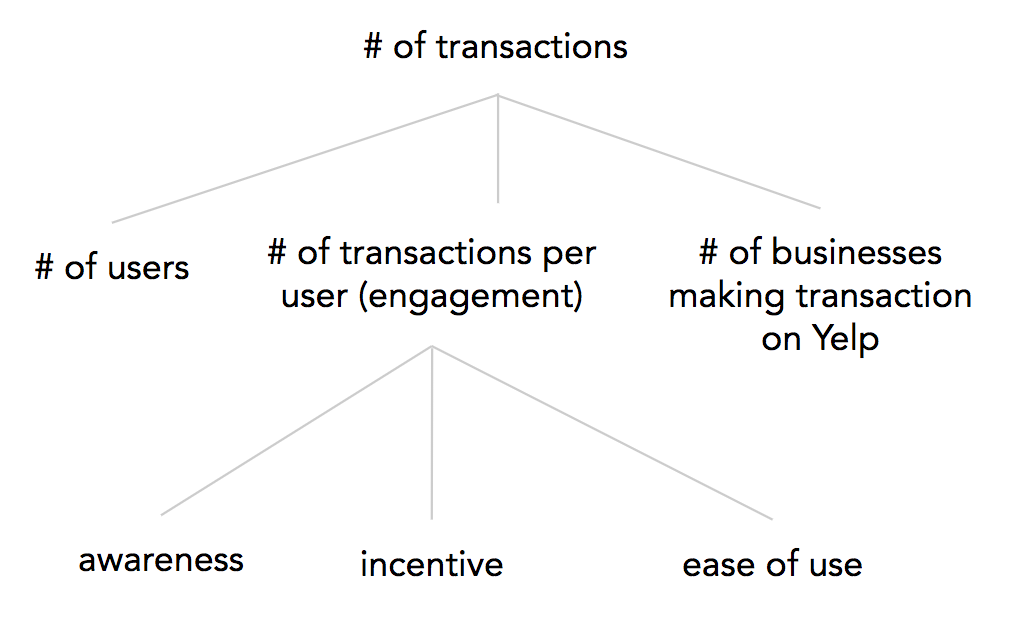 # of transactions
# of users
# of transactions per
user (engagement)
# of businesses
making transaction
on Yelp
awareness
incentive
ease of use